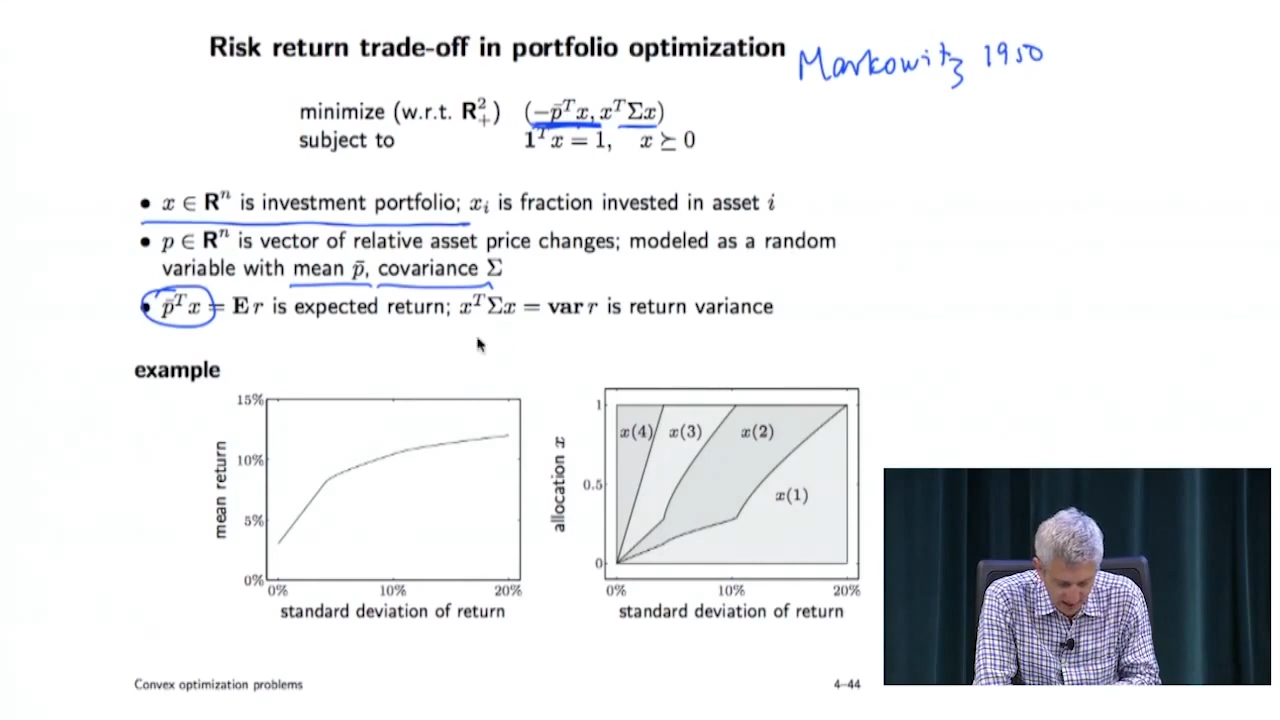 Risk return trade-off in portfolio optimization
Markowitz 1950
minimize (w.r.t. R²₊) (−p̄ᵀx, xᵀΣx)
subject to 1ᵀx = 1, x ⪰ 0
• x ∈ Rⁿ is investment portfolio; xᵢ is fraction invested in asset i
• p ∈ Rⁿ is vector of relative asset price changes; modeled as a random
variable with mean p̄, covariance Σ
• p̄ᵀx = E r is expected return; xᵀΣx = var r is return variance
example
mean return
15%
10%
5%
0%
0% 10% 20%
standard deviation of return
allocation x
1
0.5
0
x(4) x(3) x(2)
x(1)
0% 10% 20%
standard deviation of return
Convex optimization problems 4–44